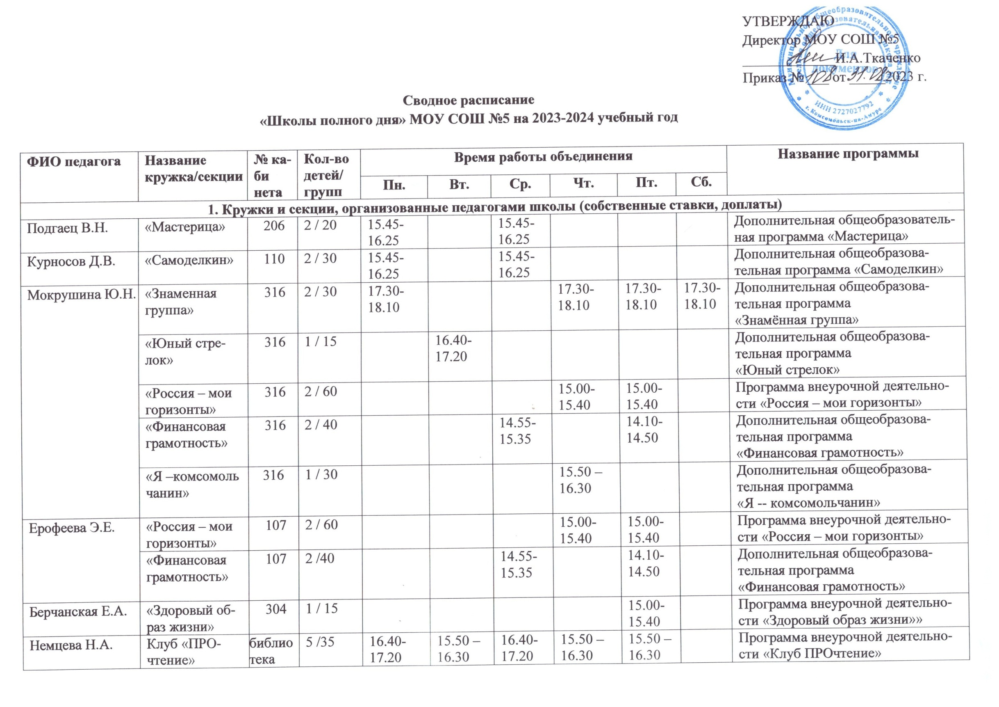 УТВЕРЖДАЮ
Директор МОУ СОШ №5
И.А.Ткаченко
Приказ № 108 от 31.08.2023 г.
Муниципальное общеобразовательное учреждение
средняя общеобразовательная школа
Для
документов
ИНН 2727027792
г. Комсомольск-на-Амуре
Сводное расписание
«Школы полного дня» МОУ СОШ №5 на 2023-2024 учебный год
ФИО педагога
Название
кружка/секции
№ ка-
би
нета
Кол-во
детей/
групп
Время работы объединения
Пн.
Вт.
Ср.
Чт.
Пт.
Сб.
Название программы
1. Кружки и секции, организованные педагогами школы (собственные ставки, доплаты)
Подгаец В.Н.
«Мастерица»
206
2 / 20
15.45-
16.25
15.45-
16.25
Дополнительная общеобразователь-
ная программа «Мастерица»
Курносов Д.В.
«Самоделкин»
110
2 / 30
15.45-
16.25
15.45-
16.25
Дополнительная общеобразова-
тельная программа «Самоделкин»
Мокрушина Ю.Н.
«Знаменная
группа»
316
2 / 30
17.30-
18.10
17.30-
18.10
17.30-
18.10
17.30-
18.10
Дополнительная общеобразова-
тельная программа
«Знамённая группа»
«Юный стре-
лок»
316
1 / 15
16.40-
17.20
Дополнительная общеобразова-
тельная программа
«Юный стрелок»
«Россия – мои
горизонты»
316
2 / 60
15.00-
15.40
15.00-
15.40
Программа внеурочной деятельно-
сти «Россия – мои горизонты»
«Финансовая
грамотность»
316
2 / 40
14.55-
15.35
14.10-
14.50
Дополнительная общеобразова-
тельная программа
«Финансовая грамотность»
«Я –комсомоль
чанин»
316
1 / 30
15.50 –
16.30
Дополнительная общеобразова-
тельная программа
«Я -- комсомольчанин»
Ерофеева Э.Е.
«Россия – мои
горизонты»
107
2 / 60
15.00-
15.40
15.00-
15.40
Программа внеурочной деятельно-
сти «Россия – мои горизонты»
«Финансовая
грамотность»
107
2 /40
14.55-
15.35
14.10-
14.50
Дополнительная общеобразова-
тельная программа
«Финансовая грамотность»
Берчанская Е.А.
«Здоровый об-
раз жизни»
304
1 / 15
15.00-
15.40
Программа внеурочной деятельно-
сти «Здоровый образ жизни»»
Немцева Н.А.
Клуб «ПРО-
чтение»
библио
тека
5 /35
16.40-
17.20
15.50 –
16.30
16.40-
17.20
15.50 –
16.30
15.50 –
16.30
Программа внеурочной деятельно-
сти «Клуб ПРОчтение»